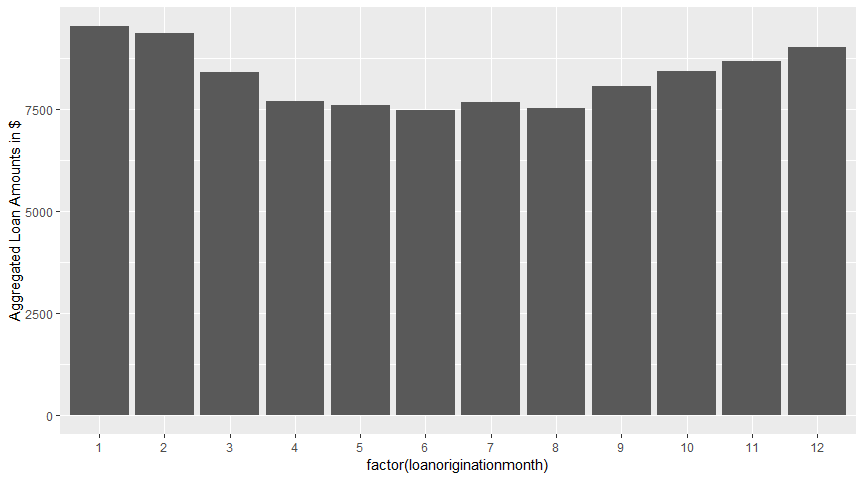 Aggregated Loan Amounts in $
7500
5000
2500
0
1 2 3 4 5 6 7 8 9 10 11 12
factor(loanoriginationmonth)